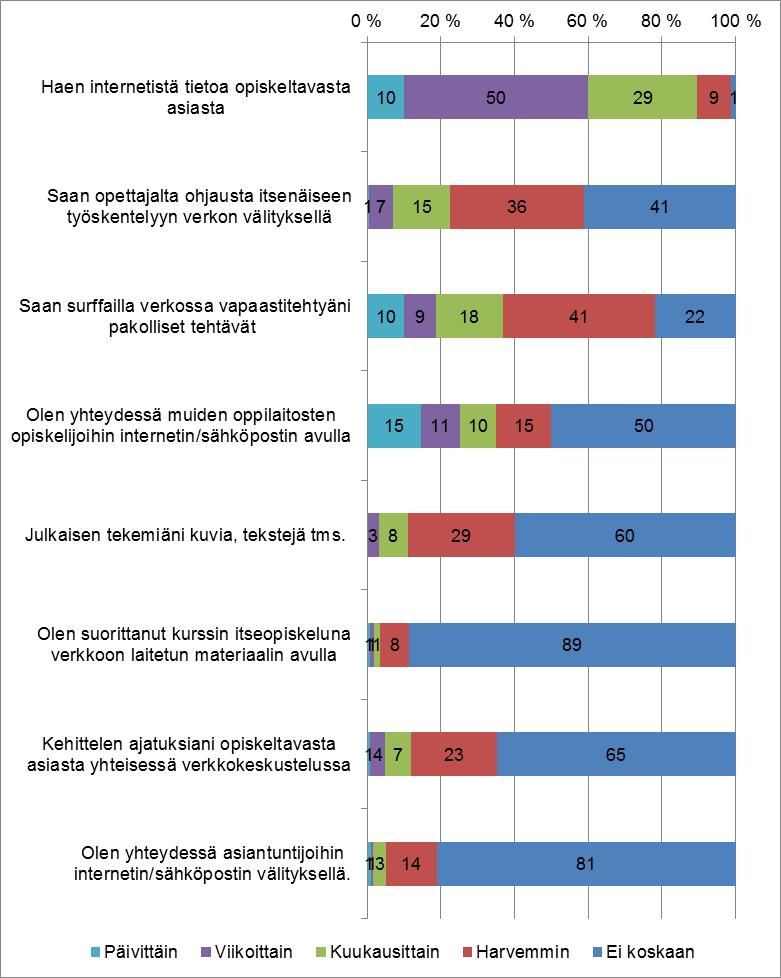 0 % 20 % 40 % 60 % 80 % 100 %
Haen internetistä tietoa opiskeltavasta
asiasta
10 50 29 9 1
Saan opettajalta ohjausta itsenäiseen
työskentelyyn verkon välityksellä
1 7 15 36 41
Saan surffailla verkossa vapaastitehtyäni
pakolliset tehtävät
10 9 18 41 22
Olen yhteydessä muiden oppilaitosten
opiskelijoihin internetin/sähköpostin avulla
15 11 10 15 50
Julkaisen tekemiäni kuvia, tekstejä tms.
3 8 29 60
Olen suorittanut kurssin itseopiskeluna
verkkoon laitetun materiaalin avulla
1 1 1 8 89
Kehittelen ajatuksiani opiskeltavasta
asiasta yhteisessä verkkokeskustelussa
1 4 7 23 65
Olen yhteydessä asiantuntijoihin
internetin/sähköpostin välityksellä.
1 1 3 14 81
Päivittäin Viikoittain Kuukausittain Harvemmin Ei koskaan